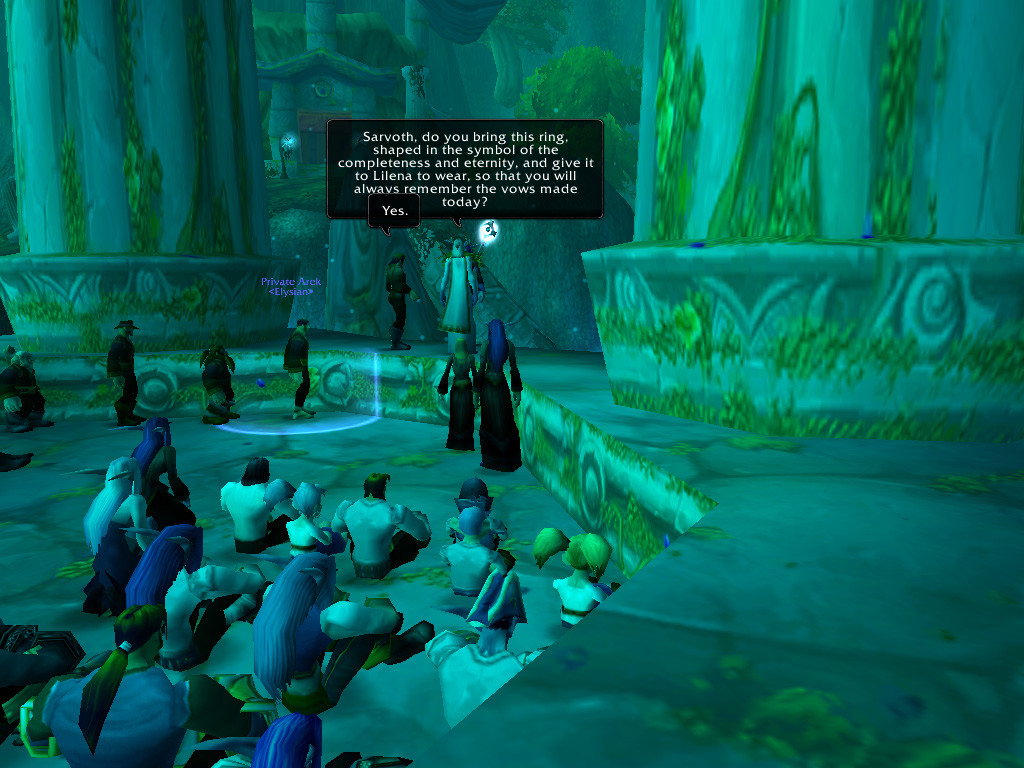 Sarvoth, do you bring this ring,
shaped in the symbol of the
completeness and eternity, and give it
to Lilena to wear, so that you will
always remember the vows made
today?
Yes.
Private Arek
<Elysian>